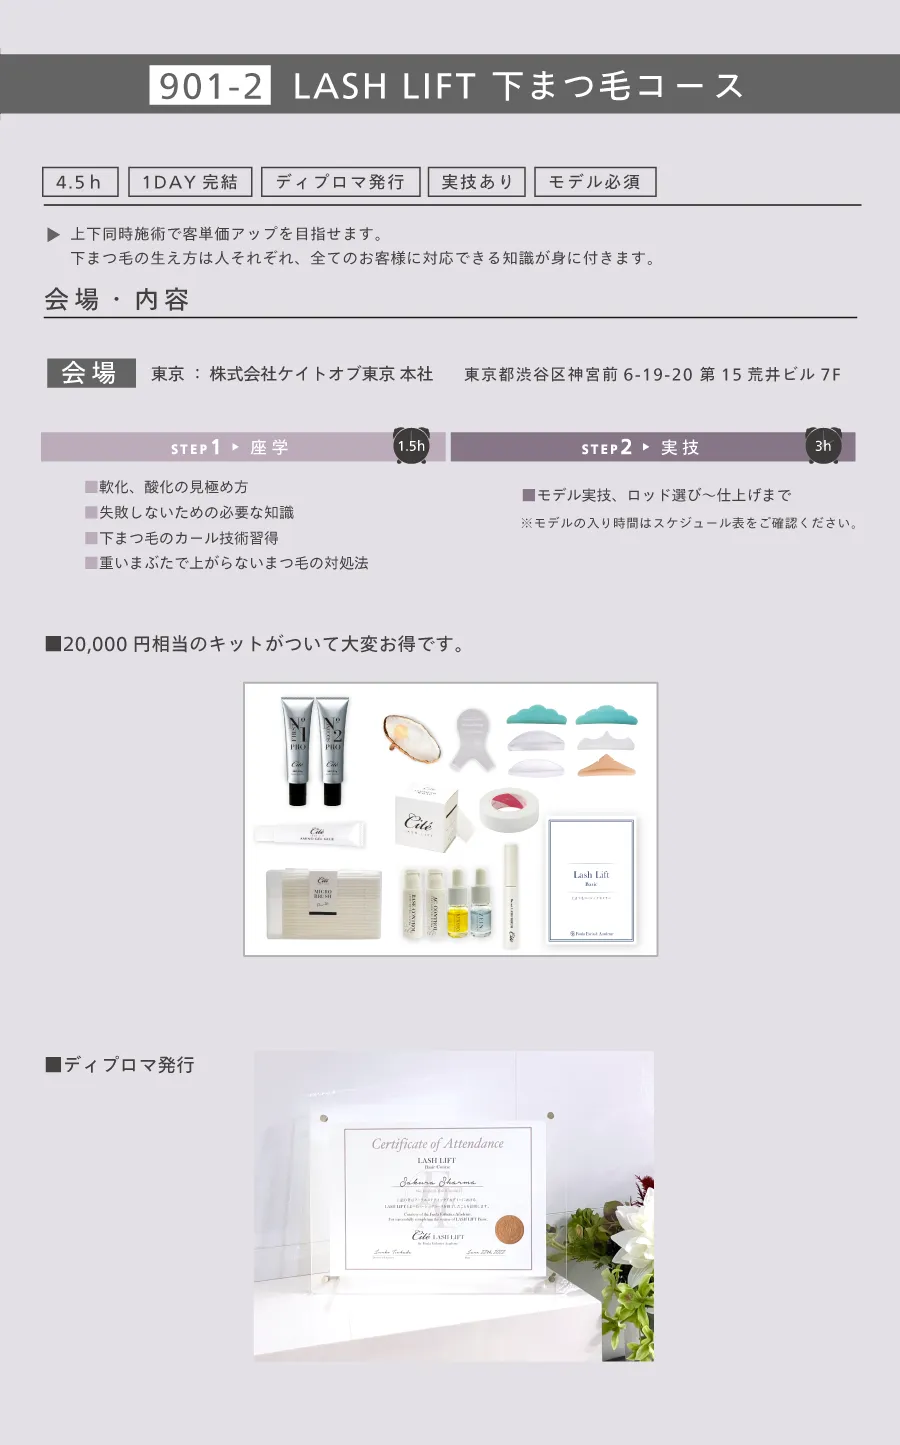 901-2 LASH LIFT 下まつ毛コース
4.5h 1DAY 完結 ディプロマ発行 実技あり モデル必須
▶ 上下同時施術で客単価アップを目指せます。
下まつ毛の生え方は人それぞれ、全てのお客様に対応できる知識が身に付きます。
会場・内容
会場 東京 : 株式会社ケイトオブ東京 本社 東京都渋谷区神宮前 6-19-20 第 15 荒井ビル 7F
STEP1 ▶ 座学 1.5h
STEP2 ▶ 実技 3h
■軟化、酸化の見極め方
■失敗しないための必要な知識
■下まつ毛のカール技術習得
■重いまぶたで上がらないまつ毛の対処法
■モデル実技、ロッド選び〜仕上げまで
※モデルの入り時間はスケジュール表をご確認ください。
■20,000 円相当のキットがついて大変お得です。
Nº 1
PRO
Cité
Nº 2
PRO
Cité
Cité
Cité
LASH LIFT
Cité
MICRO
BRUSH
Cité
Lash Lift
Basic
■ディプロマ発行
Certificate of Attendance
LASH LIFT
Basic Course
Sakura Sharma
Cité LASH LIFT